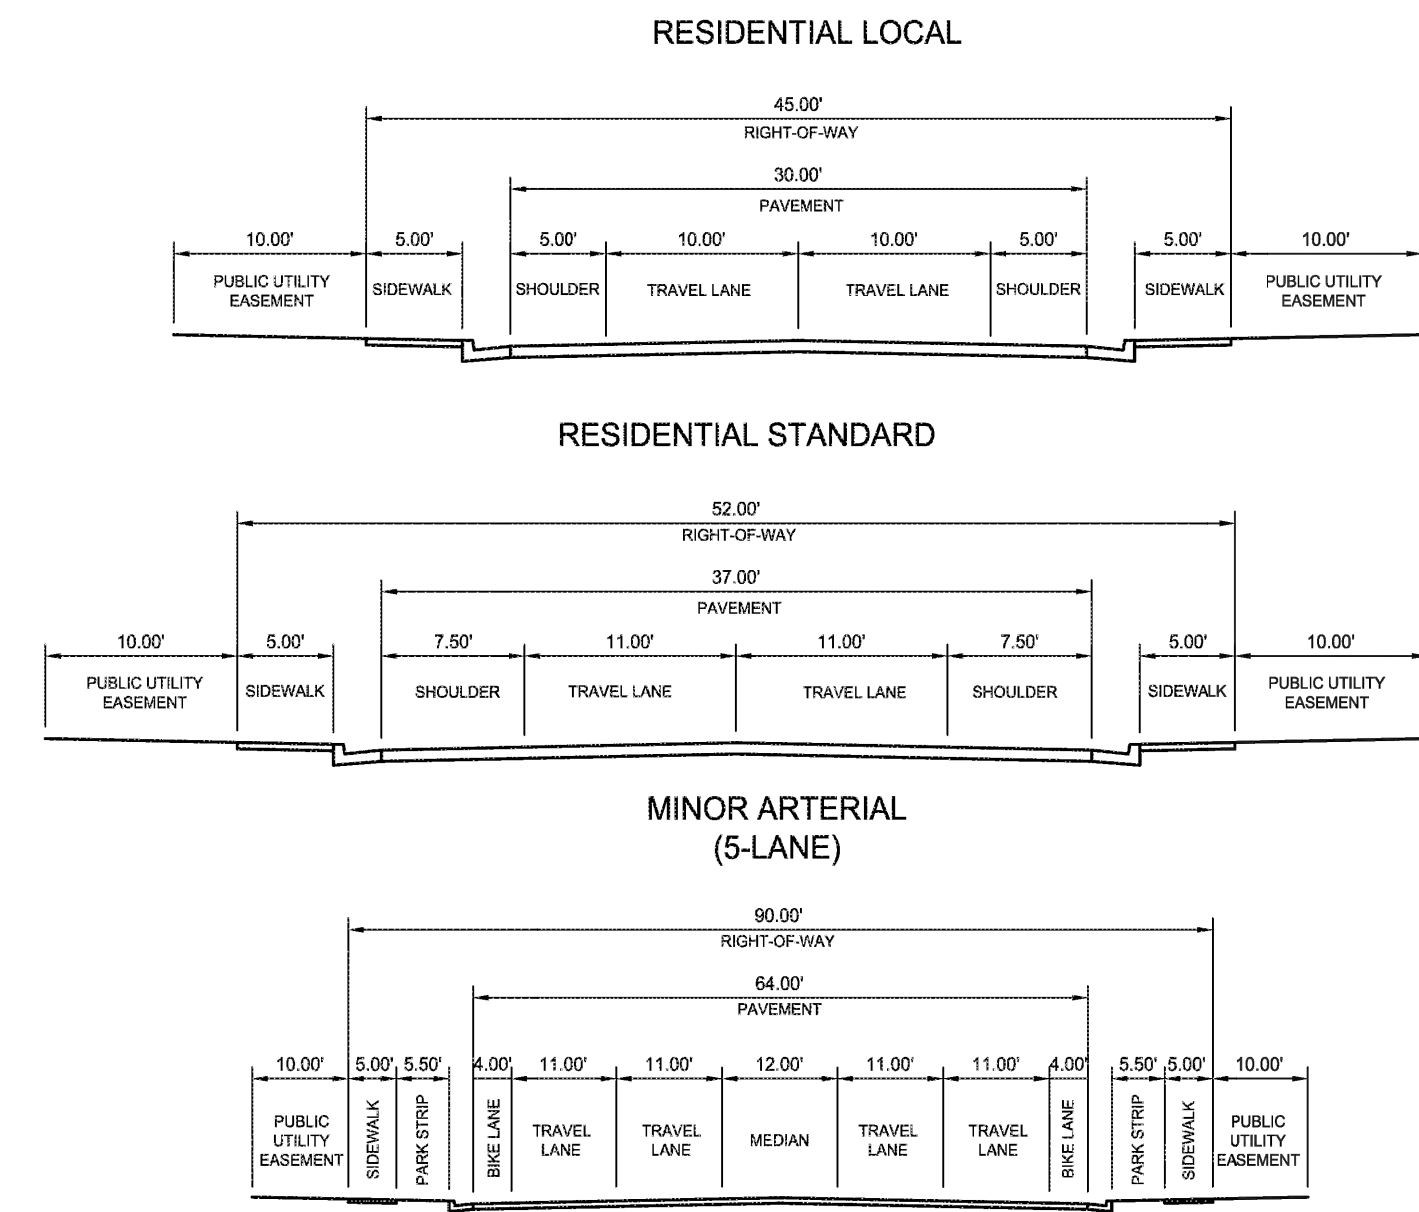 RESIDENTIAL LOCAL
45.00'
RIGHT-OF-WAY
30.00'
PAVEMENT
10.00' 5.00' 5.00' 10.00' 10.00' 5.00' 5.00' 10.00'
PUBLIC UTILITY EASEMENT SIDEWALK SHOULDER TRAVEL LANE TRAVEL LANE SHOULDER SIDEWALK PUBLIC UTILITY EASEMENT
RESIDENTIAL STANDARD
52.00'
RIGHT-OF-WAY
37.00'
PAVEMENT
10.00' 5.00' 7.50' 11.00' 11.00' 7.50' 5.00' 10.00'
PUBLIC UTILITY EASEMENT SIDEWALK SHOULDER TRAVEL LANE TRAVEL LANE SHOULDER SIDEWALK PUBLIC UTILITY EASEMENT
MINOR ARTERIAL
(5-LANE)
90.00'
RIGHT-OF-WAY
64.00'
PAVEMENT
10.00' 5.00' 5.50' 4.00' 11.00' 11.00' 12.00' 11.00' 11.00' 4.00' 5.50' 5.00' 10.00'
PUBLIC UTILITY EASEMENT SIDEWALK PARK STRIP BIKE LANE TRAVEL LANE TRAVEL LANE MEDIAN TRAVEL LANE TRAVEL LANE BIKE LANE PARK STRIP SIDEWALK PUBLIC UTILITY EASEMENT